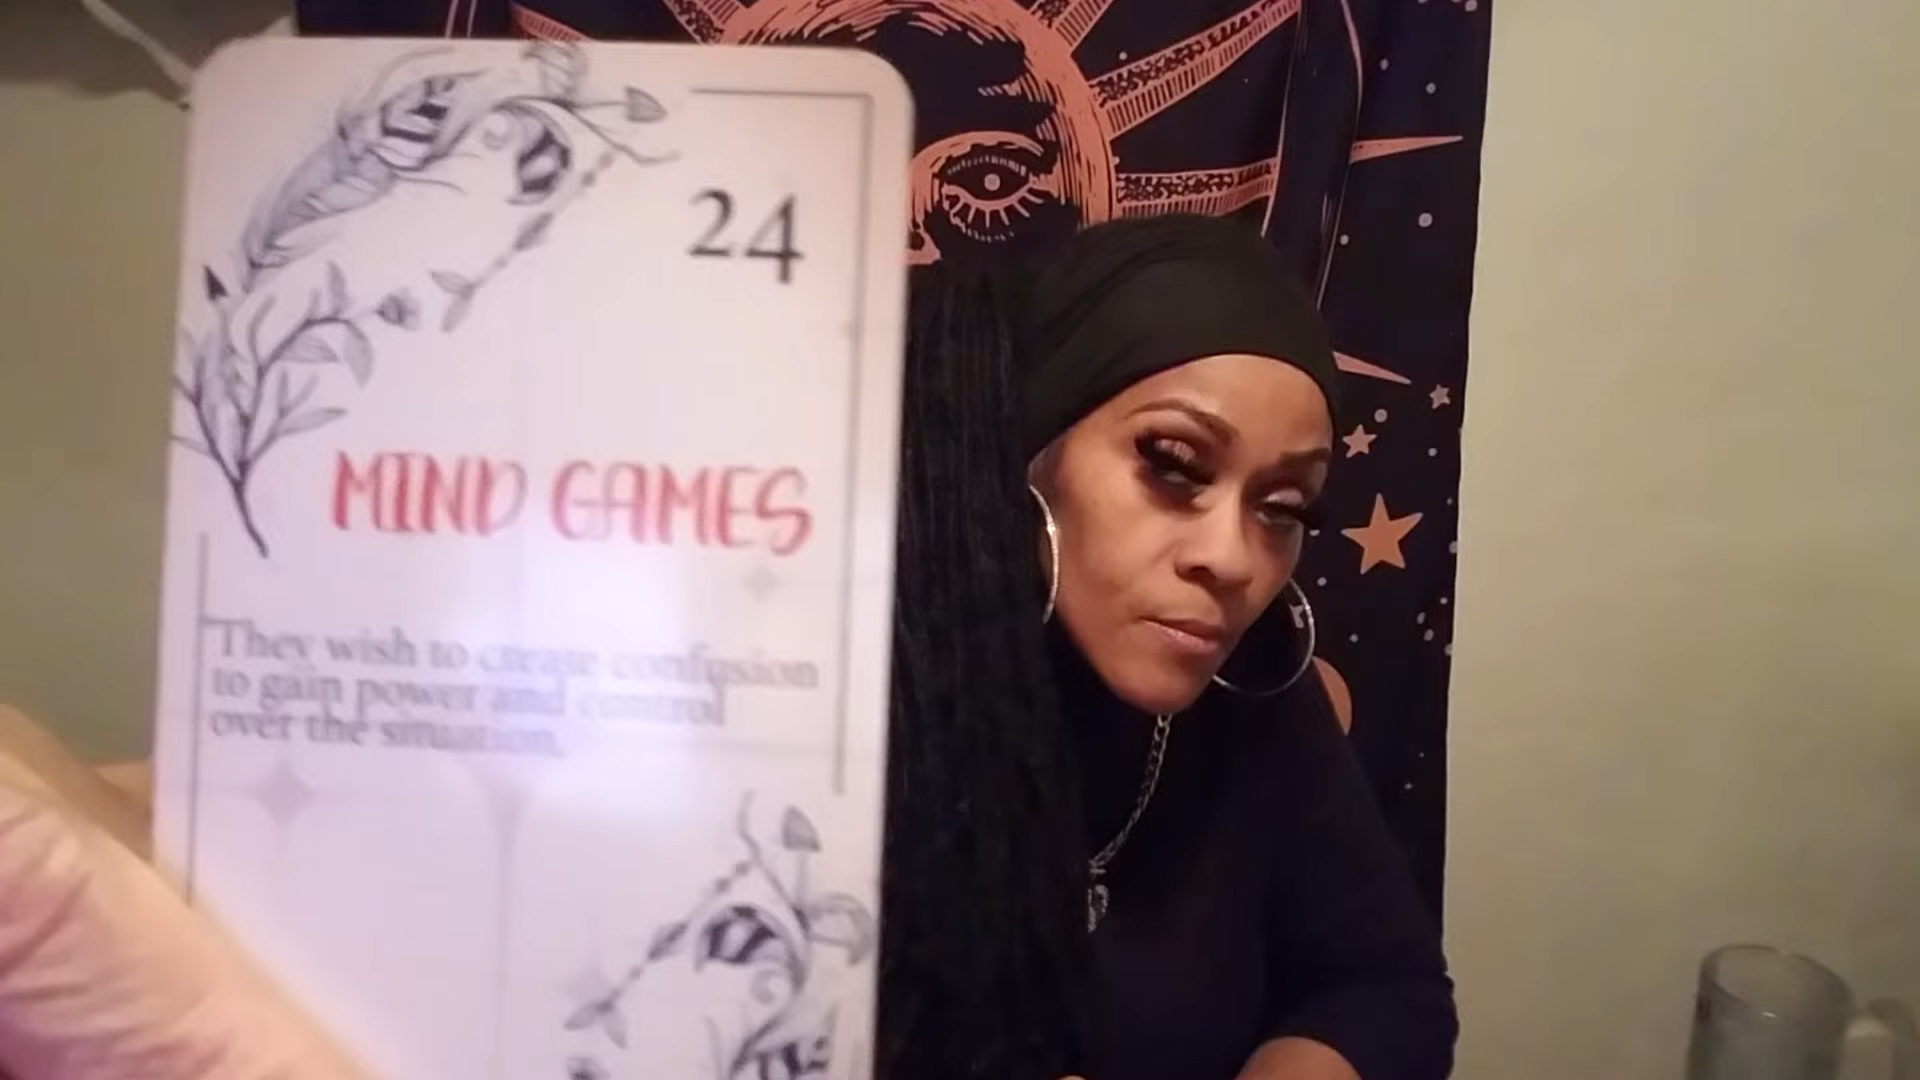 24
MIND GAMES
They wish to create confusion
to gain power and control
over the situation.